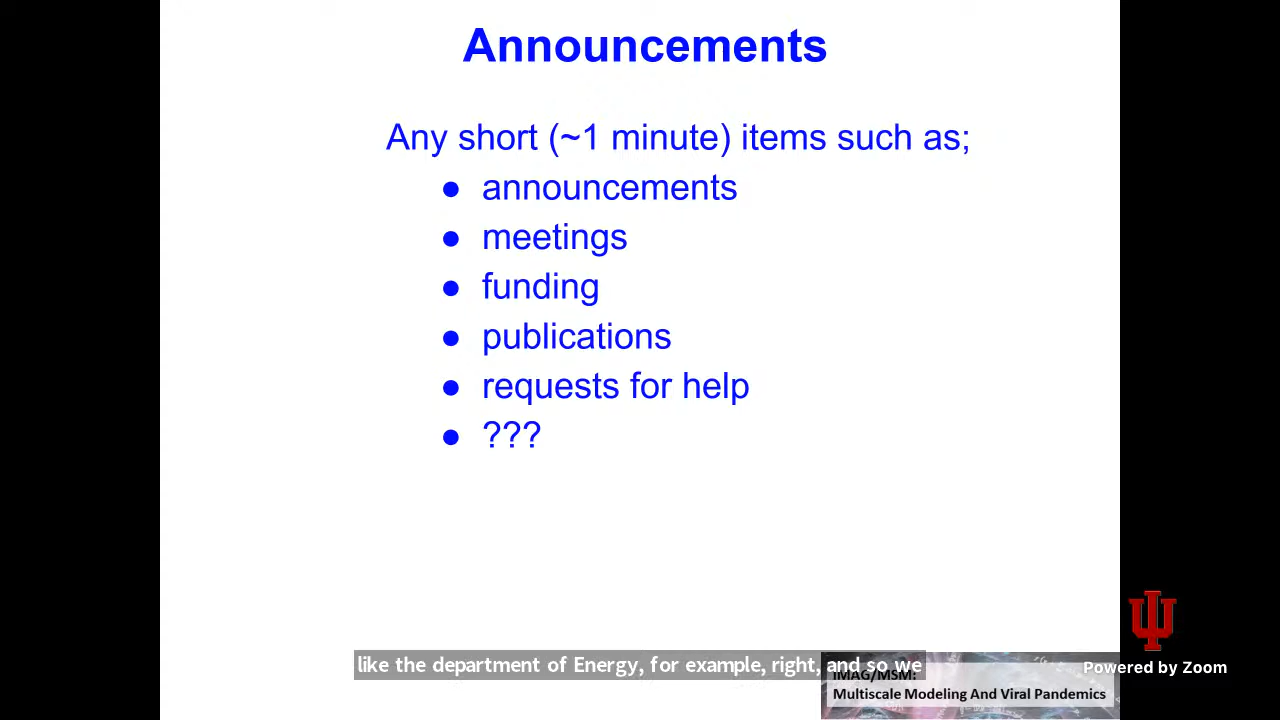 Announcements
Any short (~1 minute) items such as;
● announcements
● meetings
● funding
● publications
● requests for help
● ???
like the department of Energy, for example, right, and so we
IMAG/MSM:
Multiscale Modeling And Viral Pandemics
Powered by Zoom